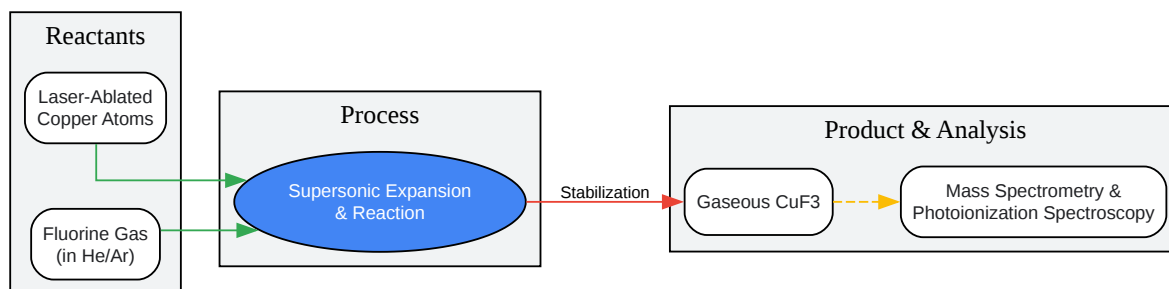 Reactants
Laser-Ablated
Copper Atoms
Fluorine Gas
(in He/Ar)
Process
Supersonic Expansion
& Reaction
Stabilization
Product & Analysis
Gaseous CuF3
Mass Spectrometry &
Photoionization Spectroscopy